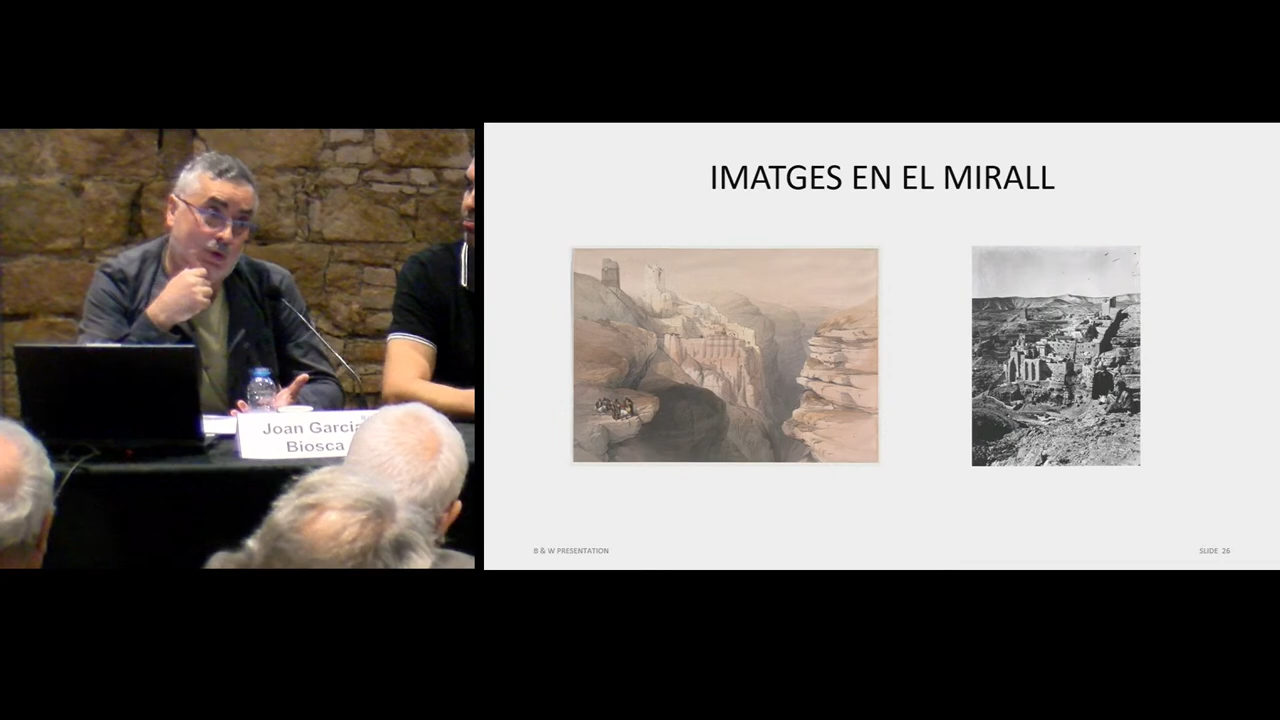 Joan Garcia
Biosca
IMATGES EN EL MIRALL
B & W PRESENTATION
SLIDE 26